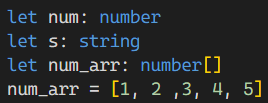 let num: number
let s: string
let num_arr: number[]
num_arr = [1, 2 ,3, 4, 5]